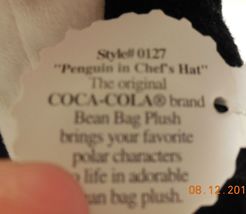 Style# 0127
"Penguin in Chef's Hat"
The original
COCA-COLA® brand
Bean Bag Plush
brings your favorite
polar characters
life in adorable
bag plush.
08.12.201